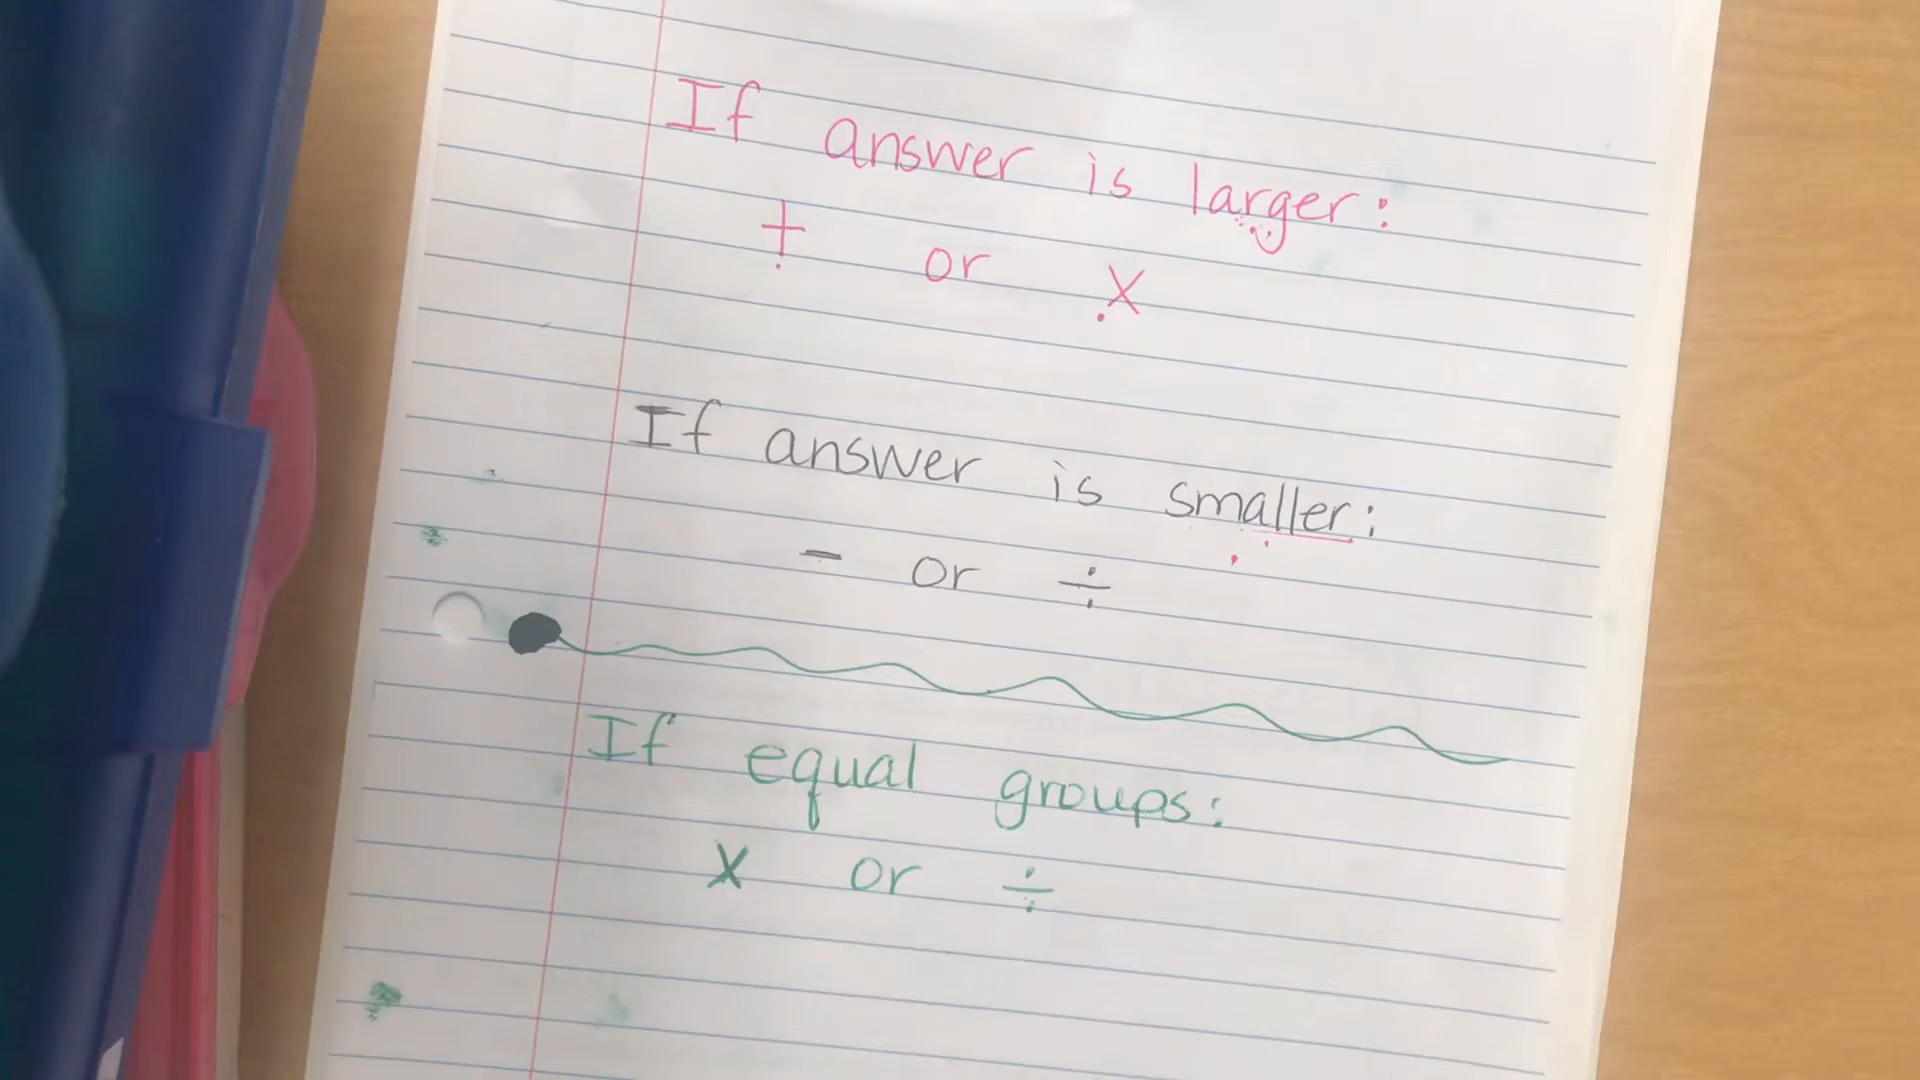 If answer is larger:
+ or x
If answer is smaller:
- or ÷
If equal groups:
x or ÷